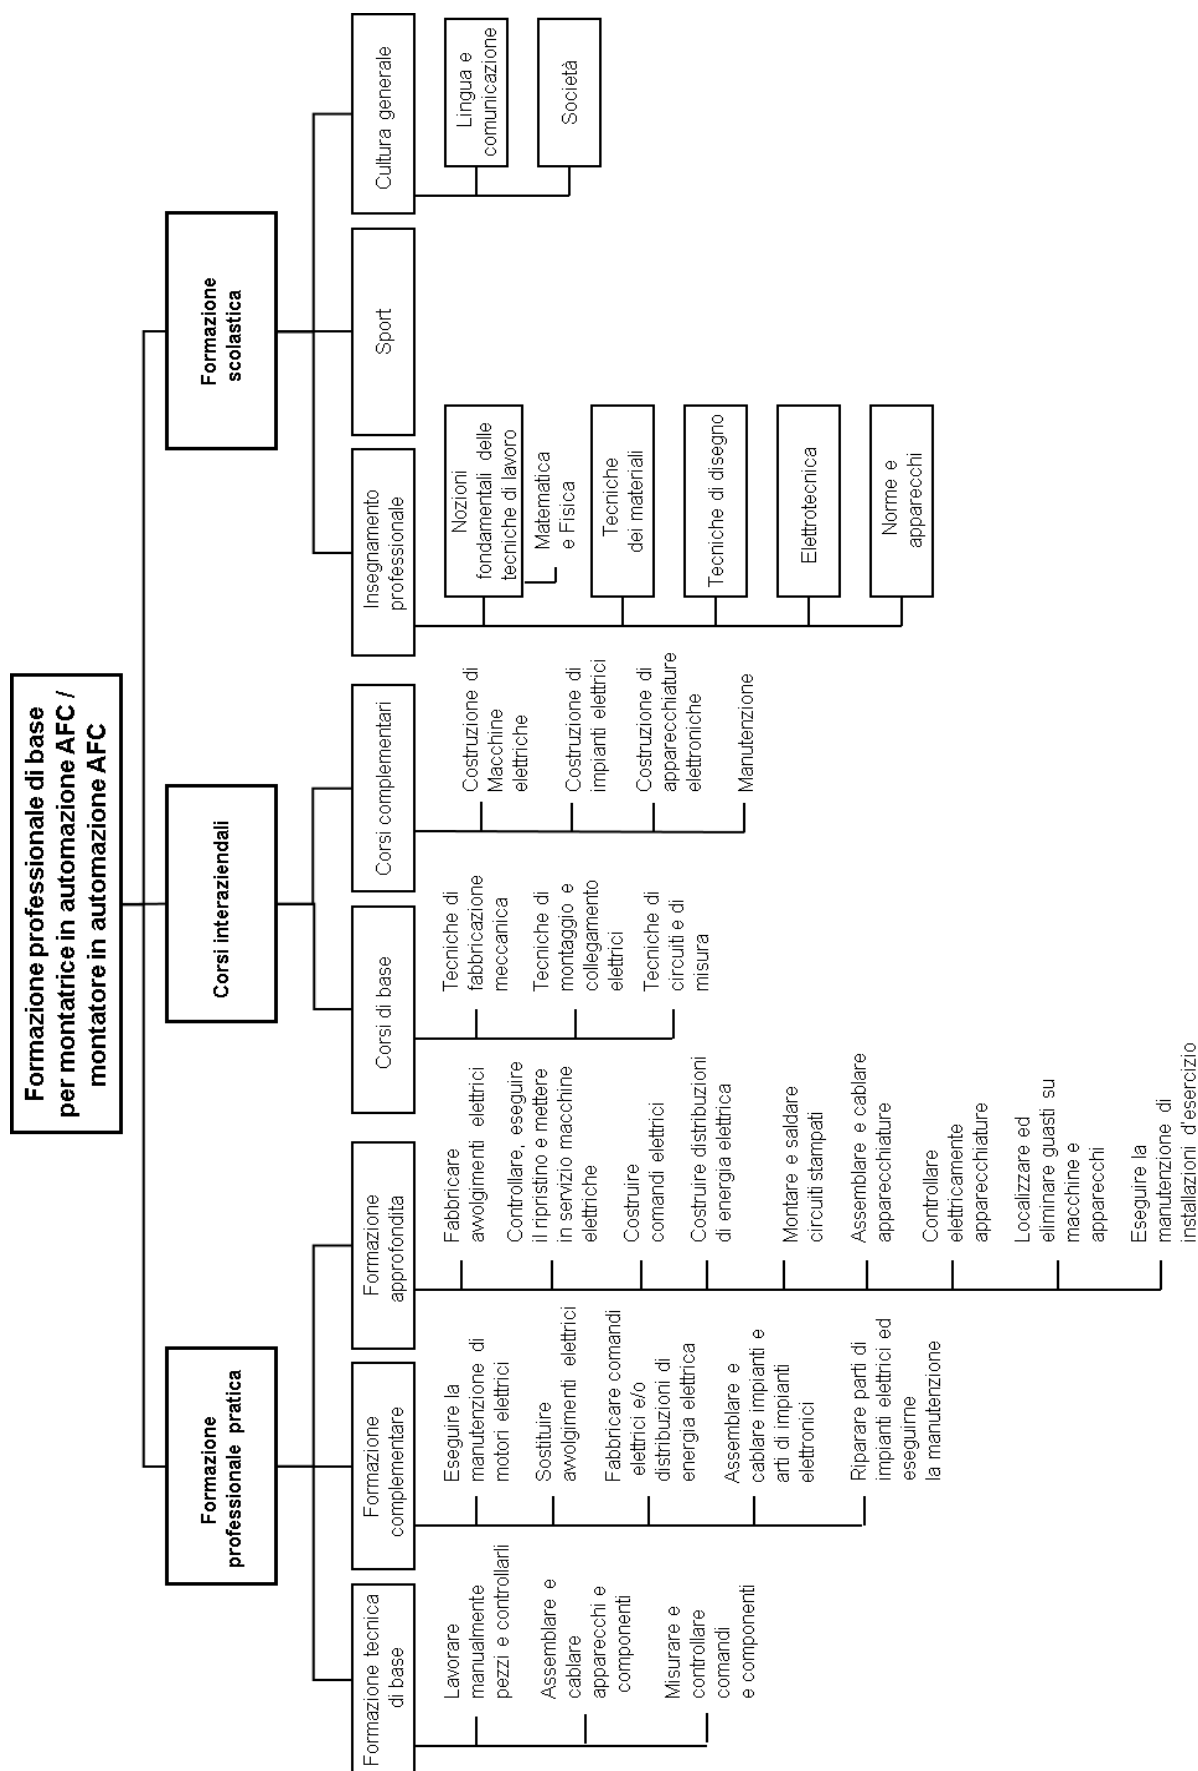 Formazione professionale di base
per montatrice in automazione AFC /
montatore in automazione AFC
Formazione
professionale pratica
Formazione tecnica
di base
Lavorare
manualmente
pezzi e controllarli
Assemblare e
cablare
apparecchi e
componenti
Misurare e
controllare
comandi
e componenti
Formazione
complementare
Eseguire la
manutenzione di
motori elettrici
Sostituire
avvolgimenti elettrici
Fabbricare comandi
elettrici e/o
distribuzioni di
energia elettrica
Assemblare e
cablare impianti e
arti di impianti
elettronici
Riparare parti di
impianti elettrici ed
eseguirne
la manutenzione
Formazione
approfondita
Fabbricare
avvolgimenti elettrici
Controllare, eseguire
il ripristino e mettere
in servizio macchine
elettriche
Costruire
comandi elettrici
Costruire distribuzioni
di energia elettrica
Montare e saldare
circuiti stampati
Assemblare e cablare
apparecchiature
Controllare
elettricamente
apparecchiature
Localizzare ed
eliminare guasti su
macchine e
apparecchi
Eseguire la
manutenzione di
installazioni d'esercizio
Corsi interaziendali
Corsi di base
Tecniche di
fabbricazione
meccanica
Tecniche di
montaggio e
collegamento
elettrici
Tecniche di
circuiti e di
misura
Corsi complementari
Costruzione di
Macchine
elettriche
Costruzione di
impianti elettrici
Costruzione di
apparecchiature
elettroniche
Manutenzione
Formazione
scolastica
Insegnamento
professionale
Nozioni
fondamentali delle
tecniche di lavoro
Matematica
e Fisica
Tecniche
dei materiali
Tecniche di disegno
Elettrotecnica
Norme e
apparecchi
Sport
Cultura generale
Lingua e
comunicazione
Società